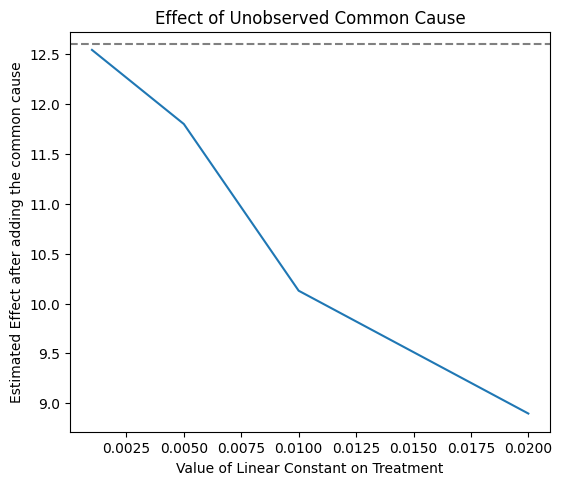 Effect of Unobserved Common Cause
Estimated Effect after adding the common cause
12.5
12.0
11.5
11.0
10.5
10.0
9.5
9.0
0.0025 0.0050 0.0075 0.0100 0.0125 0.0150 0.0175 0.0200
Value of Linear Constant on Treatment